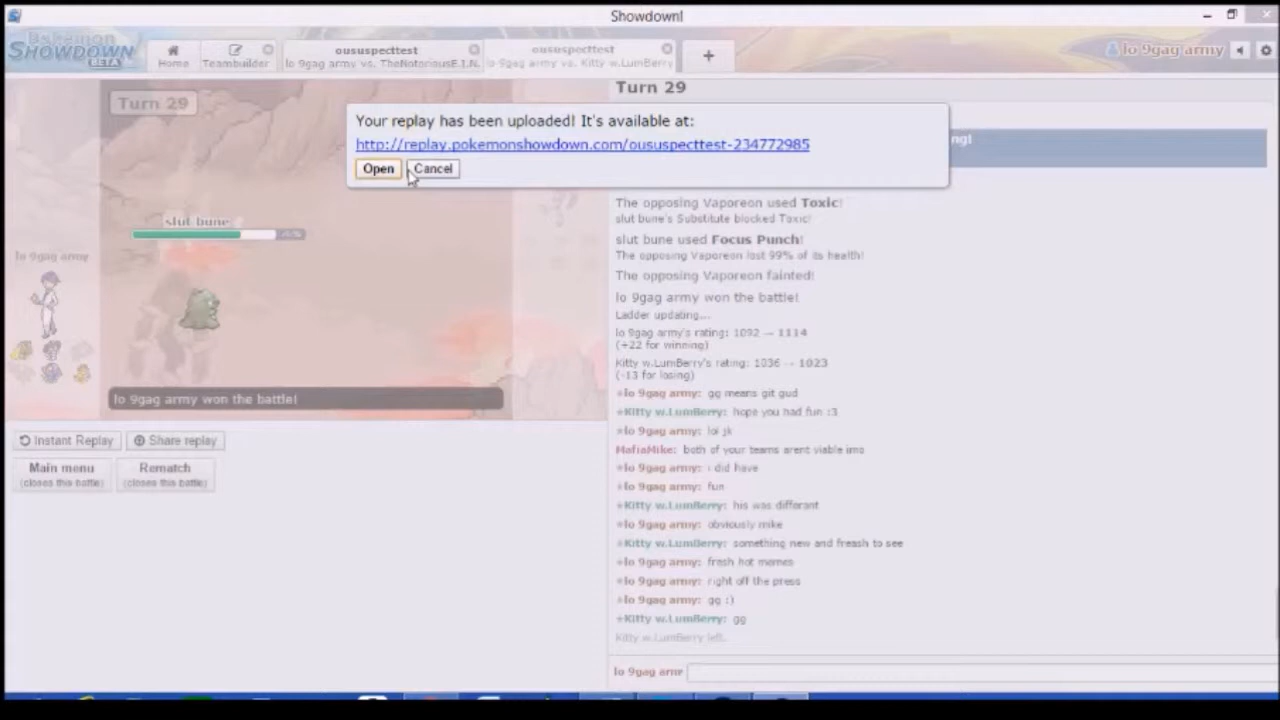 Showdown!
Pokémon
SHOWDOWN
BETA
Home
Teambuilder
oususpecttest
lo 9gag army vs. TheNotoriousB.I.N.
oususpecttest
lo 9gag army vs. Kitty w.LumBerry
+
lo 9gag army
Turn 29
Turn 29
Your replay has been uploaded! It's available at:
http://replay.pokemonshowdown.com/oususpecttest-234772985
Open
Cancel
ng!
slut bune
lo 9gag army
lo 9gag army won the battle!
Instant Replay
Share replay
Main menu
(closes this battle)
Rematch
(closes this battle)
The opposing Vaporeon used Toxic!
slut bune's Substitute blocked Toxic!
slut bune used Focus Punch!
The opposing Vaporeon lost 99% of its health!
The opposing Vaporeon fainted!
lo 9gag army won the battle!
Ladder updating...
lo 9gag army's rating: 1092 → 1114
(+22 for winning)
Kitty w.LumBerry's rating: 1036 → 1023
(-13 for losing)
★lo 9gag army: gg means git gud
★Kitty w.LumBerry: hope you had fun :3
★lo 9gag army: lol jk
MafiaMike: both of your teams arent viable imo
★lo 9gag army: i did have
★lo 9gag army: fun
★Kitty w.LumBerry: his was differant
★lo 9gag army: obviously mike
★Kitty w.LumBerry: something new and freash to see
★lo 9gag army: frash hot memes
★lo 9gag army: right off the press
★lo 9gag army: gg :)
★Kitty w.LumBerry: gg
Kitty w.LumBerry left.
lo 9gag army